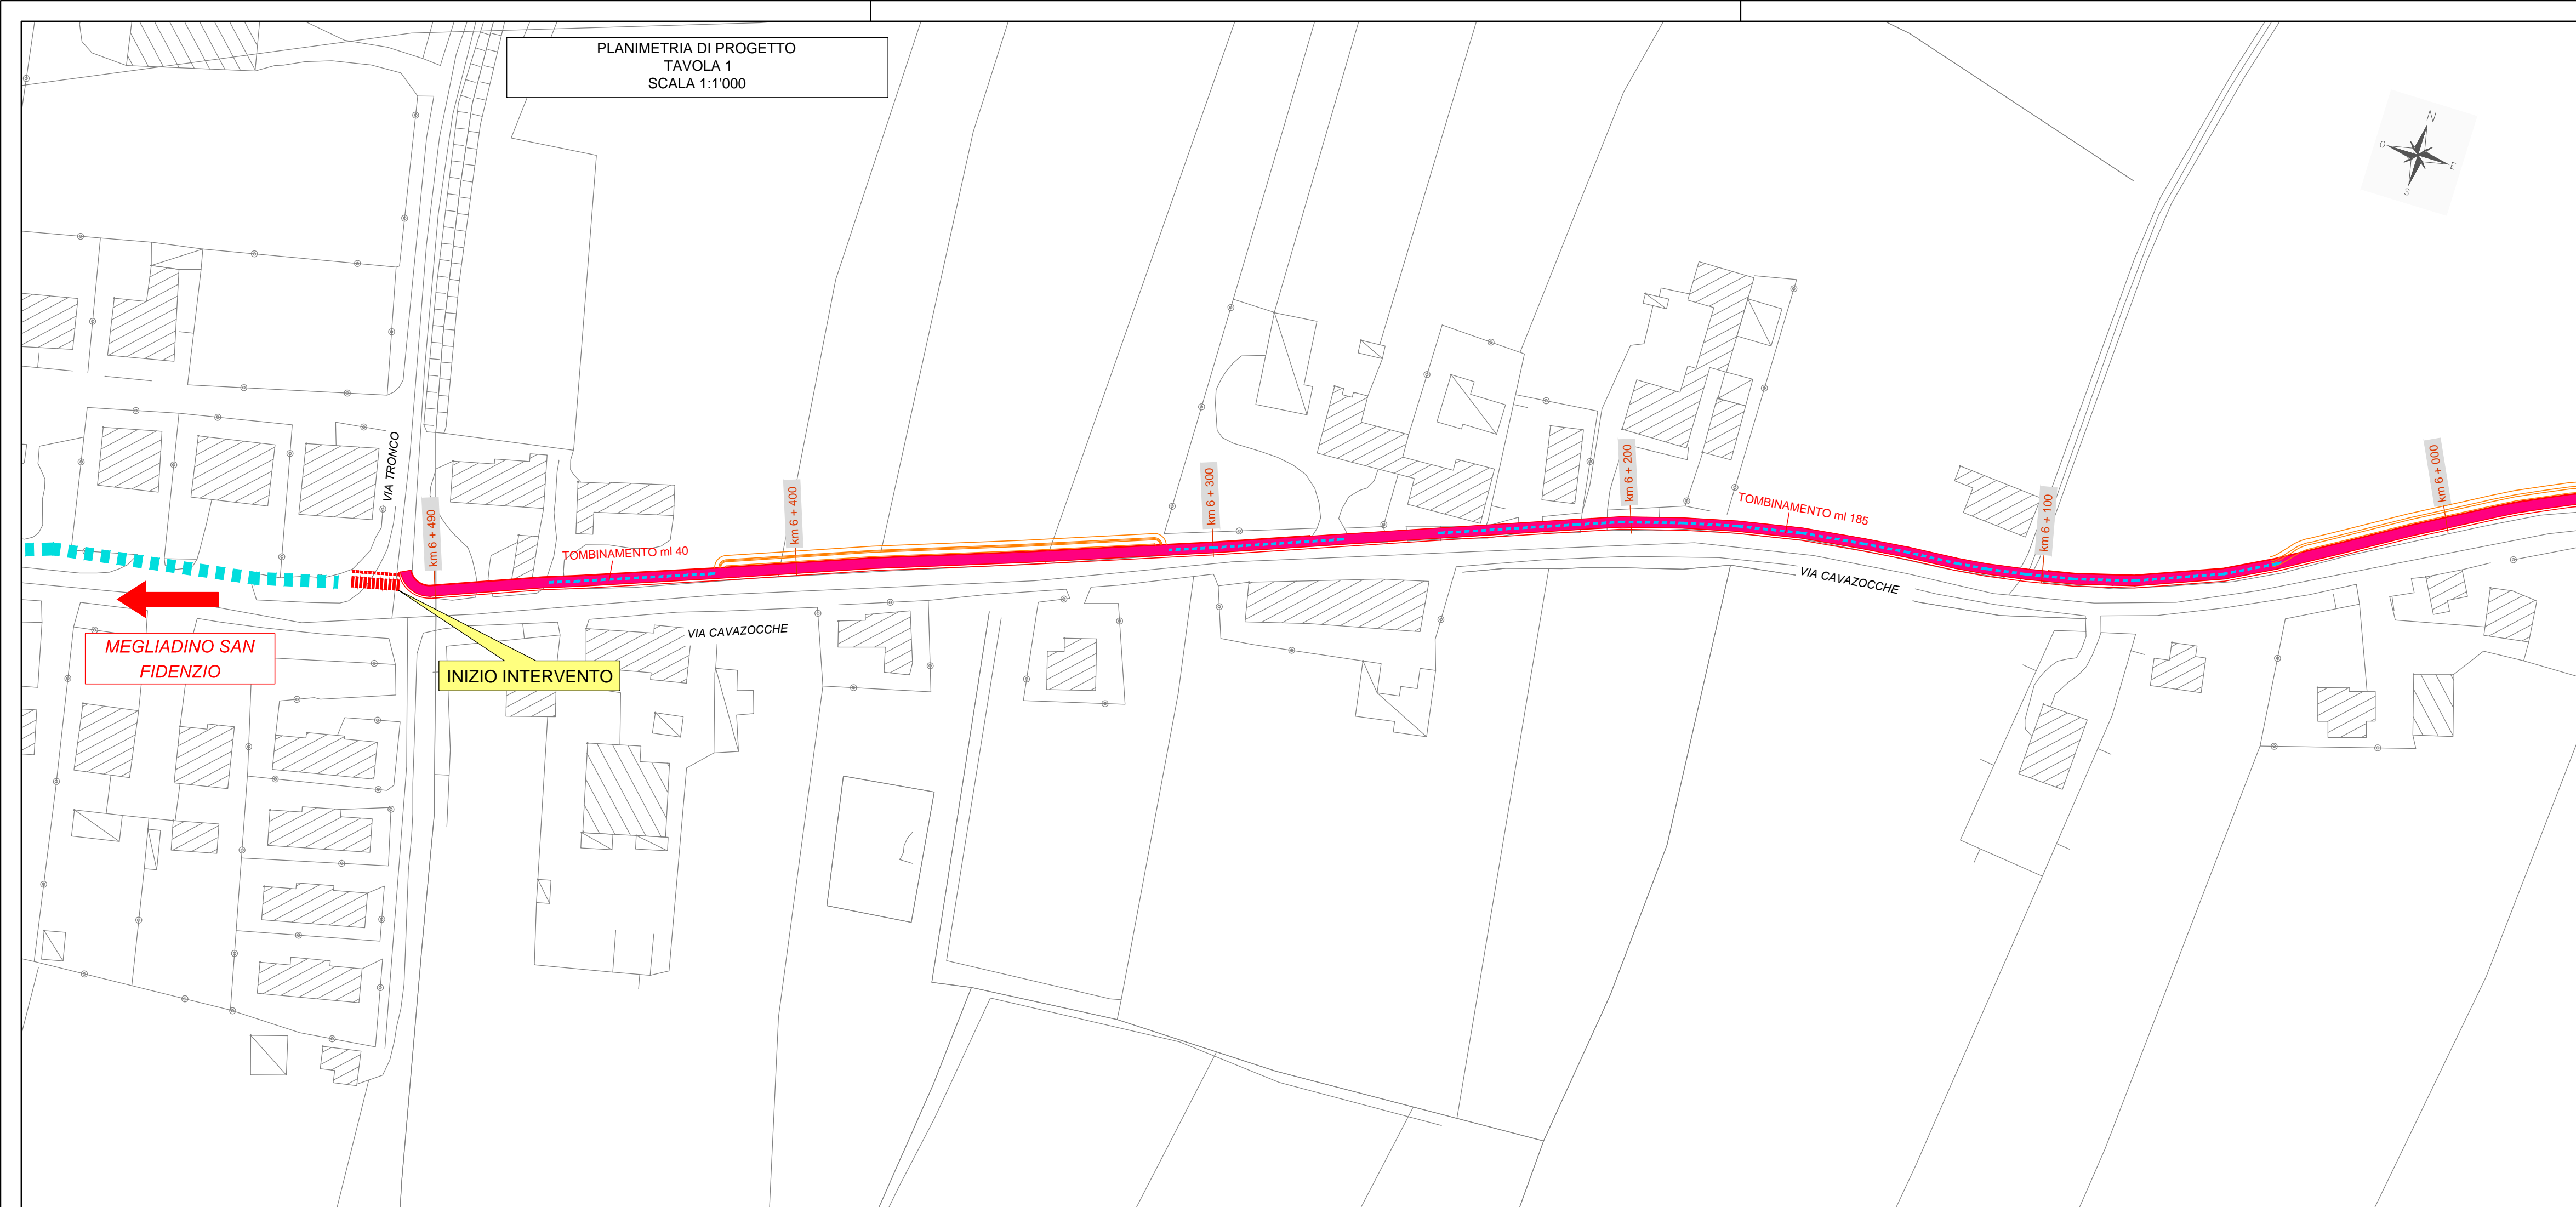 PLANIMETRIA DI PROGETTO
TAVOLA 1
SCALA 1:1'000
N
O
E
S
VIA TRONCO
km 6 + 490
TOMBINAMENTO ml 40
km 6 + 400
km 6 + 300
km 6 + 200
TOMBINAMENTO ml 185
km 6 + 100
km 6 + 000
VIA CAVAZOCCHE
VIA CAVAZOCCHE
MEGLIADINO SAN
FIDENZIO
INIZIO INTERVENTO